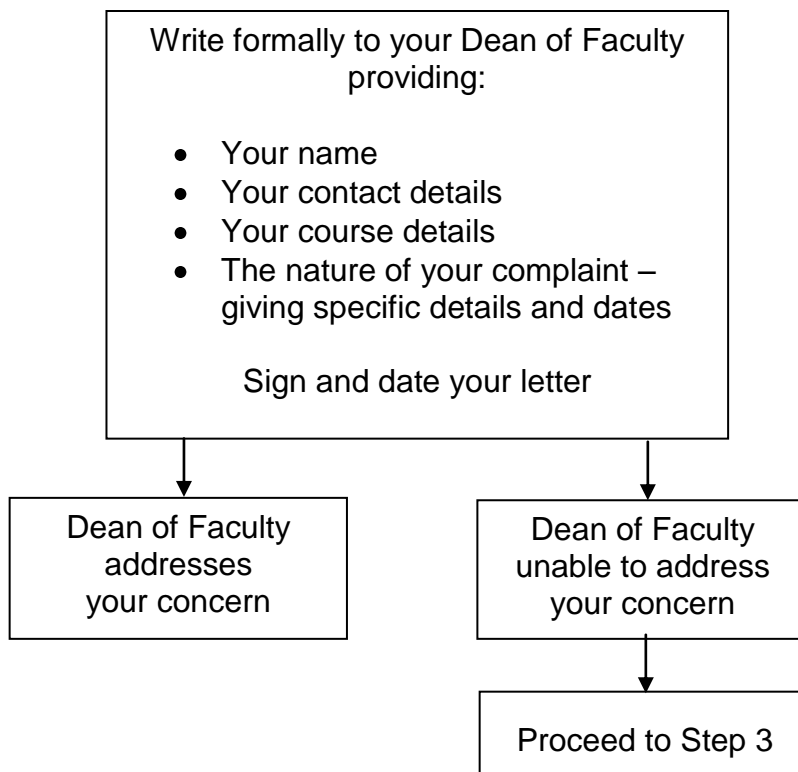 Write formally to your Dean of Faculty
providing:
• Your name
• Your contact details
• Your course details
• The nature of your complaint –
giving specific details and dates
Sign and date your letter
Dean of Faculty
addresses
your concern
Dean of Faculty
unable to address
your concern
Proceed to Step 3